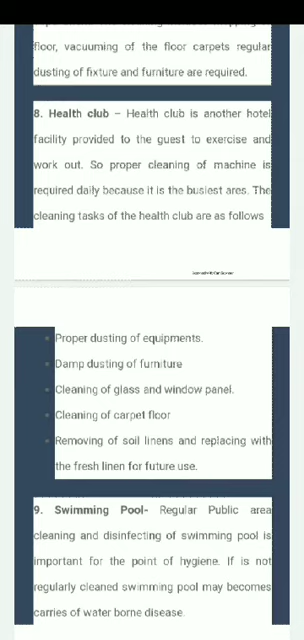 floor, vacuuming of the floor carpets regular
dusting of fixture and furniture are required.
8. Health club – Health club is another hotel
facility provided to the guest to exercise and
work out. So proper cleaning of machine is
required daily because it is the busiest ares. The
cleaning tasks of the health club are as follows
Proper dusting of equipments.
Damp dusting of furniture
Cleaning of glass and window panel.
Cleaning of carpet floor
Removing of soil linens and replacing with
the fresh linen for future use.
9. Swimming Pool- Regular Public area
cleaning and disinfecting of swimming pool is
important for the point of hygiene. If is not
regularly cleaned swimming pool may becomes
carries of water borne disease.